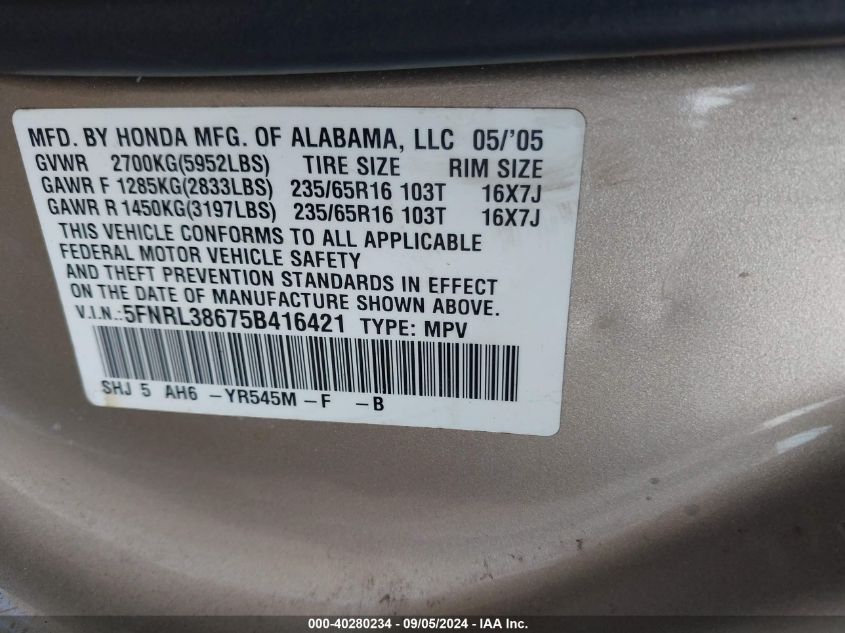 MFD. BY HONDA MFG. OF ALABAMA, LLC 05/'05
GVWR 2700KG(5952LBS) TIRE SIZE RIM SIZE
GAWR F 1285KG(2833LBS) 235/65R16 103T 16X7J
GAWR R 1450KG(3197LBS) 235/65R16 103T 16X7J
THIS VEHICLE CONFORMS TO ALL APPLICABLE
FEDERAL MOTOR VEHICLE SAFETY
AND THEFT PREVENTION STANDARDS IN EFFECT
ON THE DATE OF MANUFACTURE SHOWN ABOVE.
V.I.N.:5FNRL38675B416421 TYPE: MPV
SHJ 5 AH6 -YR545M -F -B
000-40280234 - 09/05/2024 - IAA Inc.